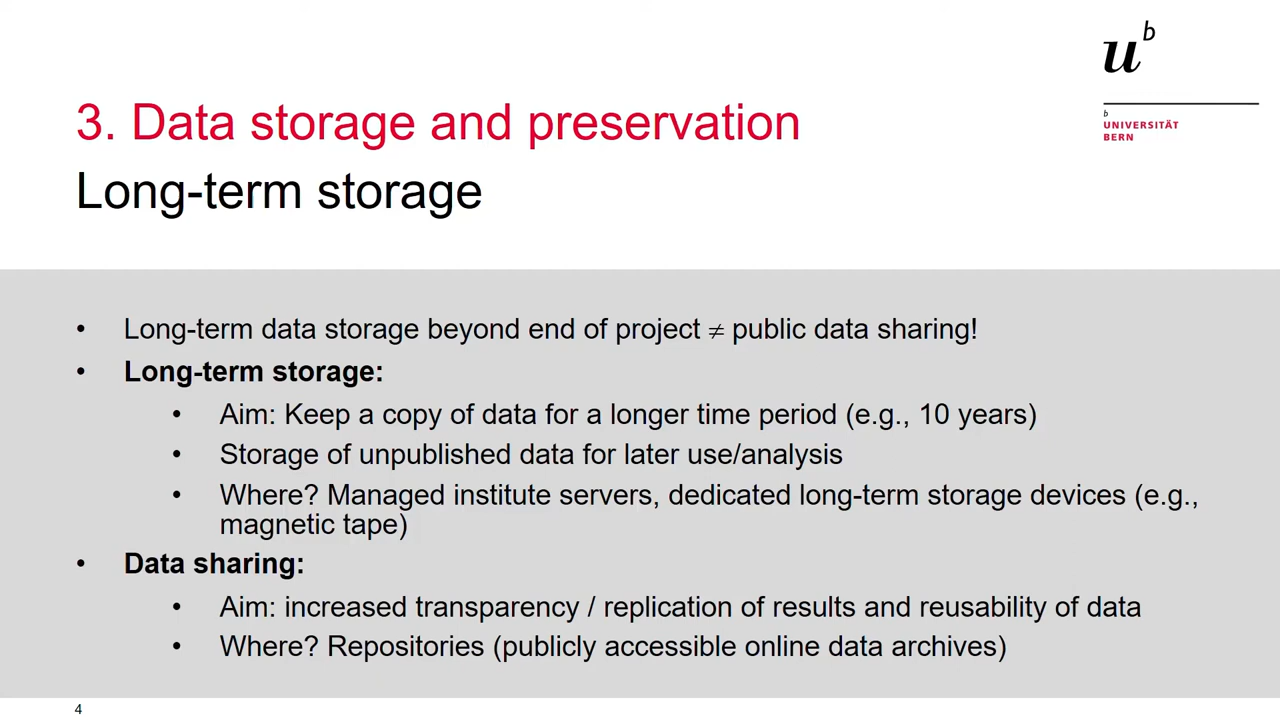 u^b
b
UNIVERSITÄT
BERN
3. Data storage and preservation
Long-term storage
• Long-term data storage beyond end of project ≠ public data sharing!
• Long-term storage:
• Aim: Keep a copy of data for a longer time period (e.g., 10 years)
• Storage of unpublished data for later use/analysis
• Where? Managed institute servers, dedicated long-term storage devices (e.g.,
magnetic tape)
• Data sharing:
• Aim: increased transparency / replication of results and reusability of data
• Where? Repositories (publicly accessible online data archives)
4